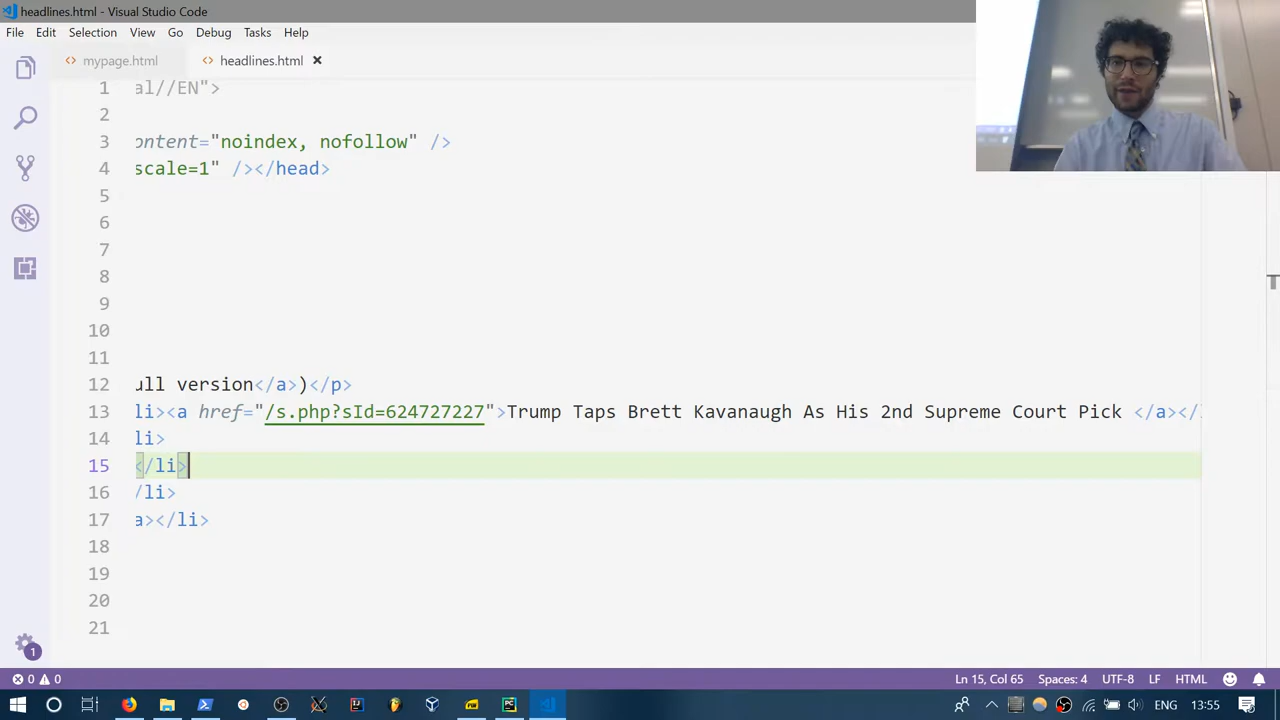 headlines.html - Visual Studio Code
File Edit Selection View Go Debug Tasks Help
mypage.html headlines.html
1 al//EN">
2
3 ontent="noindex, nofollow" />
4 scale=1" /></head>
5
6
7
8
9
10
11
12 ull version</a>)</p>
13 li><a href="/s.php?sId=624727227">Trump Taps Brett Kavanaugh As His 2nd Supreme Court Pick </a></
14 li>
15 </li>
16 /li>
17 a></li>
18
19
20
21
1
0 0 Ln 15, Col 65 Spaces: 4 UTF-8 LF HTML
ENG 13:55